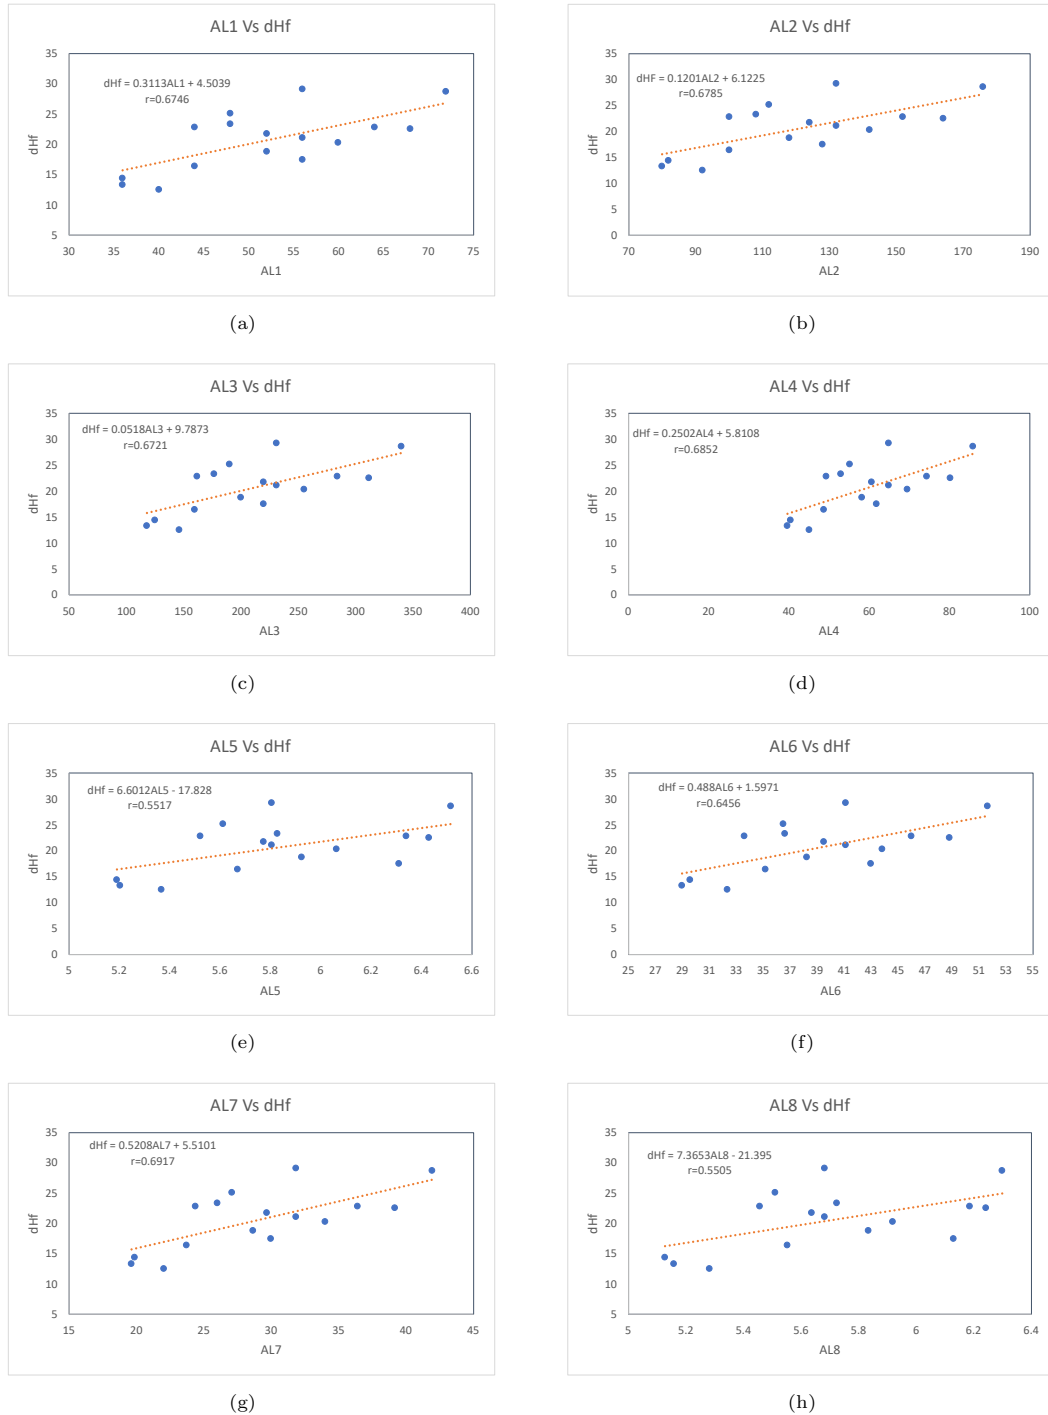 AL1 Vs dHf
dHf = 0.3113AL1 + 4.5039
r=0.6746
35
30
25
20
15
10
5
dHf
30 35 40 45 50 55 60 65 70 75
AL1
(a)
AL2 Vs dHf
dHF = 0.1201AL2 + 6.1225
r=0.6785
35
30
25
20
15
10
5
0
dHf
70 90 110 130 150 170 190
AL2
(b)
AL3 Vs dHf
dHf = 0.0518AL3 + 9.7873
r=0.6721
35
30
25
20
15
10
5
0
dHf
50 100 150 200 250 300 350 400
AL3
(c)
AL4 Vs dHf
dHf = 0.2502AL4 + 5.8108
r=0.6852
35
30
25
20
15
10
5
0
dHf
0 20 40 60 80 100
AL4
(d)
AL5 Vs dHf
dHf = 6.6012AL5 - 17.828
r=0.5517
35
30
25
20
15
10
5
0
dHf
5 5.2 5.4 5.6 5.8 6 6.2 6.4 6.6
AL5
(e)
AL6 Vs dHf
dHf = 0.488AL6 + 1.5971
r=0.6456
35
30
25
20
15
10
5
0
dHf
25 27 29 31 33 35 37 39 41 43 45 47 49 51 53 55
AL6
(f)
AL7 Vs dHf
dHf = 0.5208AL7 + 5.5101
r=0.6917
35
30
25
20
15
10
5
dHf
15 20 25 30 35 40 45
AL7
(g)
AL8 Vs dHf
dHf = 7.3653AL8 - 21.395
r=0.5505
35
30
25
20
15
10
5
dHf
5 5.2 5.4 5.6 5.8 6 6.2 6.4
AL8
(h)